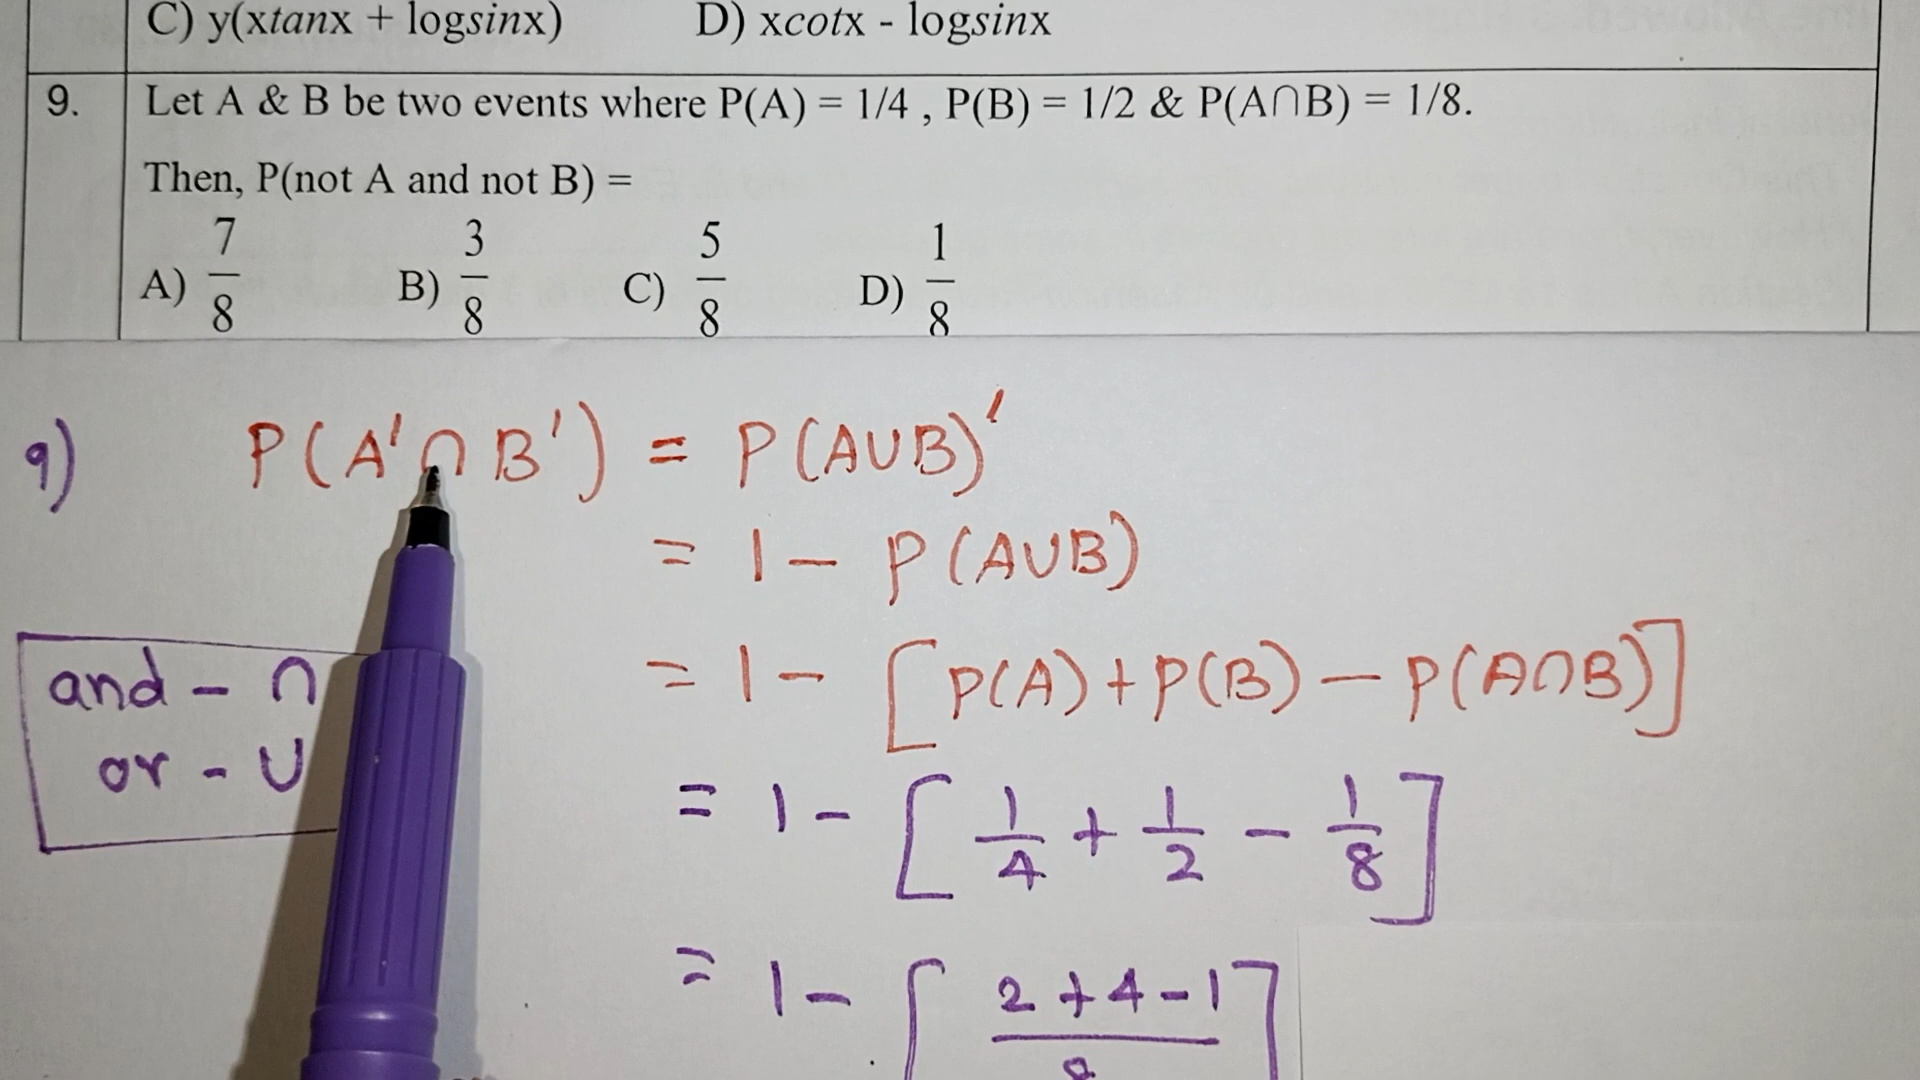 C) y(xtanx + logsinx) D) xcotx - logsinx
9. Let A & B be two events where P(A) = 1/4 , P(B) = 1/2 & P(A∩B) = 1/8.
Then, P(not A and not B) =
A) 7/8 B) 3/8 C) 5/8 D) 1/8
9) P(A'∩B') = P(A∪B)'
= 1 - P(A∪B)
= 1 - [P(A) + P(B) - P(A∩B)]
and - ∩
or - ∪
= 1 - [1/4 + 1/2 - 1/8]
= 1 - [2+4-1/8]